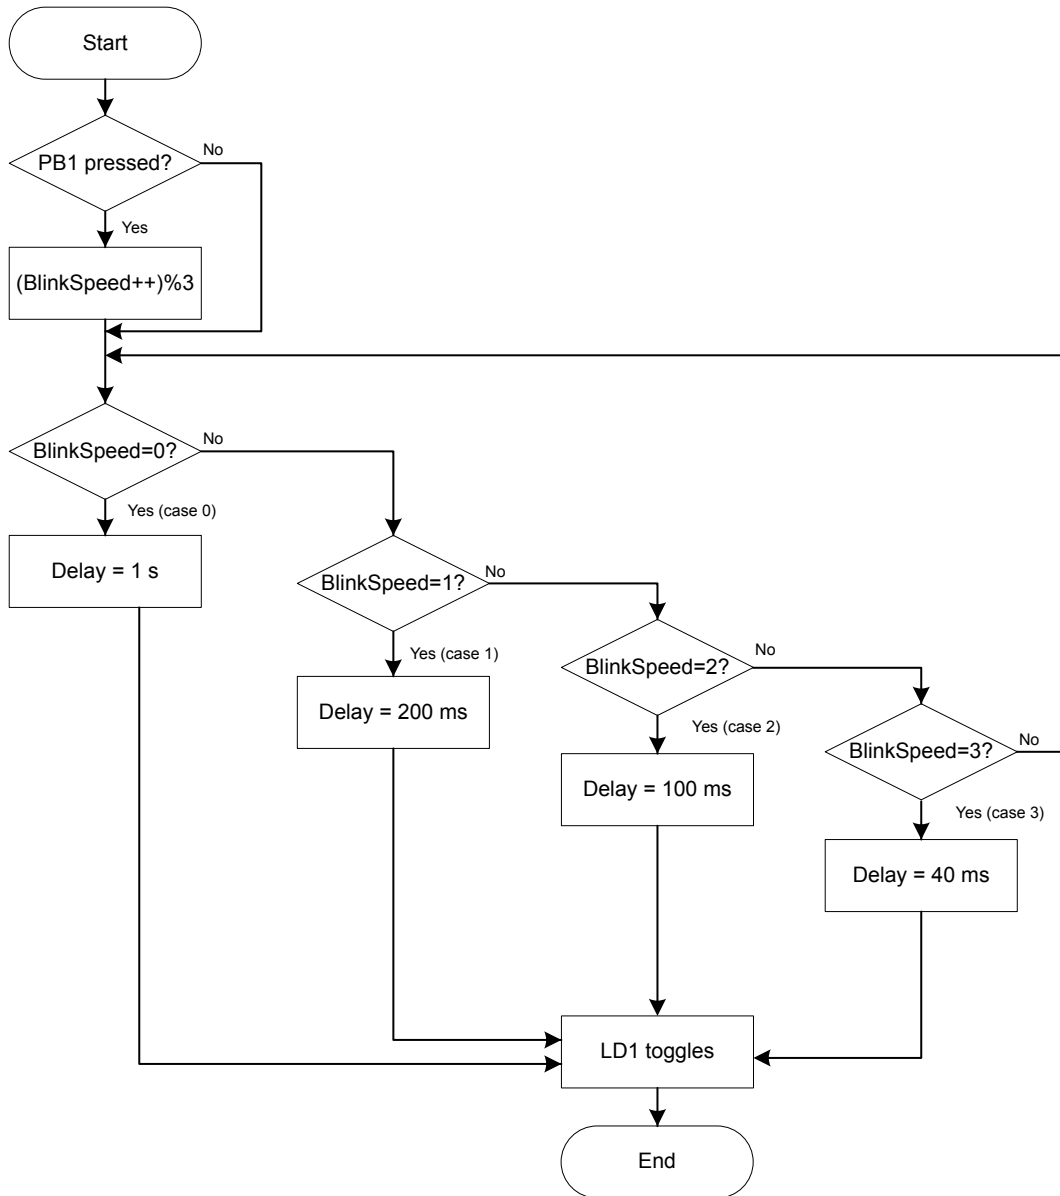 Start
PB1 pressed?
No
Yes
(BlinkSpeed++)%3
BlinkSpeed=0?
No
Yes (case 0)
Delay = 1 s
BlinkSpeed=1?
No
Yes (case 1)
Delay = 200 ms
BlinkSpeed=2?
No
Yes (case 2)
Delay = 100 ms
BlinkSpeed=3?
No
Yes (case 3)
Delay = 40 ms
LD1 toggles
End